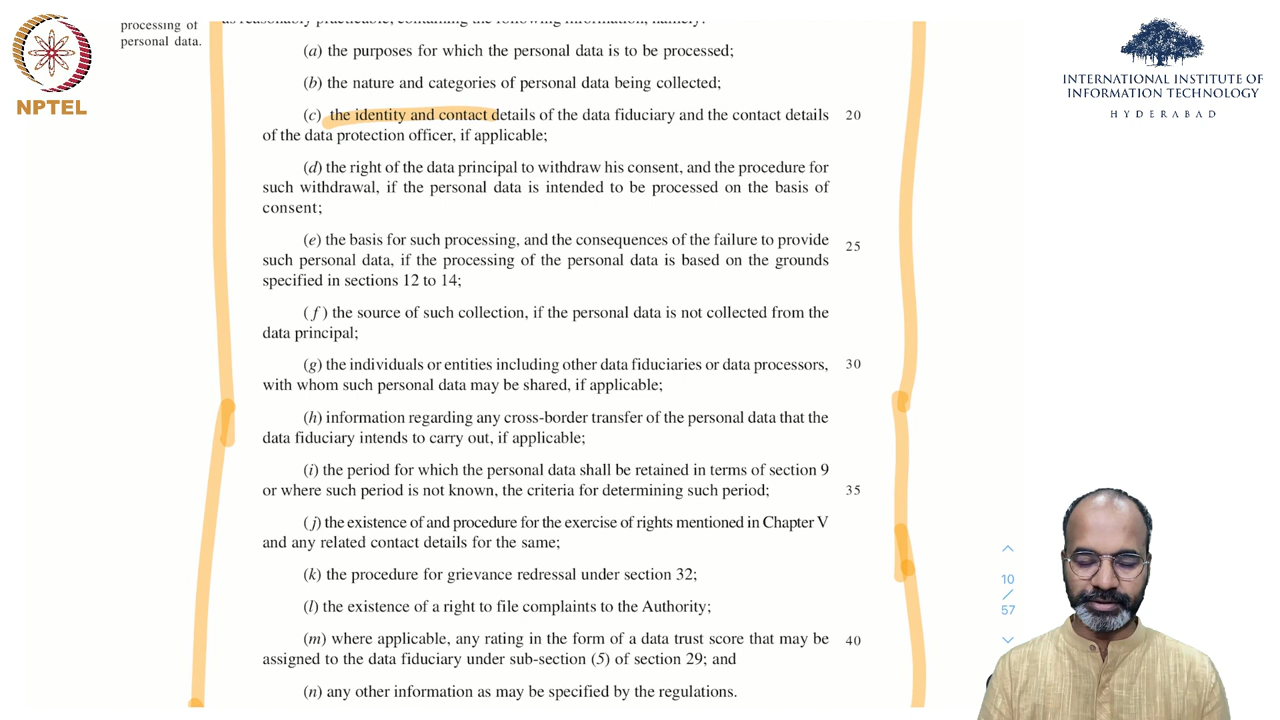 processing of
personal data.
as reasonably practicable, containing the following information, namely:
(a) the purposes for which the personal data is to be processed;
(b) the nature and categories of personal data being collected;
(c) the identity and contact details of the data fiduciary and the contact details 20
of the data protection officer, if applicable;
(d) the right of the data principal to withdraw his consent, and the procedure for
such withdrawal, if the personal data is intended to be processed on the basis of
consent;
(e) the basis for such processing, and the consequences of the failure to provide 25
such personal data, if the processing of the personal data is based on the grounds
specified in sections 12 to 14;
(f) the source of such collection, if the personal data is not collected from the
data principal;
(g) the individuals or entities including other data fiduciaries or data processors, 30
with whom such personal data may be shared, if applicable;
(h) information regarding any cross-border transfer of the personal data that the
data fiduciary intends to carry out, if applicable;
(i) the period for which the personal data shall be retained in terms of section 9
or where such period is not known, the criteria for determining such period; 35
(j) the existence of and procedure for the exercise of rights mentioned in Chapter V
and any related contact details for the same;
(k) the procedure for grievance redressal under section 32;
(l) the existence of a right to file complaints to the Authority;
(m) where applicable, any rating in the form of a data trust score that may be 40
assigned to the data fiduciary under sub-section (5) of section 29; and
(n) any other information as may be specified by the regulations.
NPTEL
INTERNATIONAL INSTITUTE OF
INFORMATION TECHNOLOGY
HYDERABAD
10
/
57